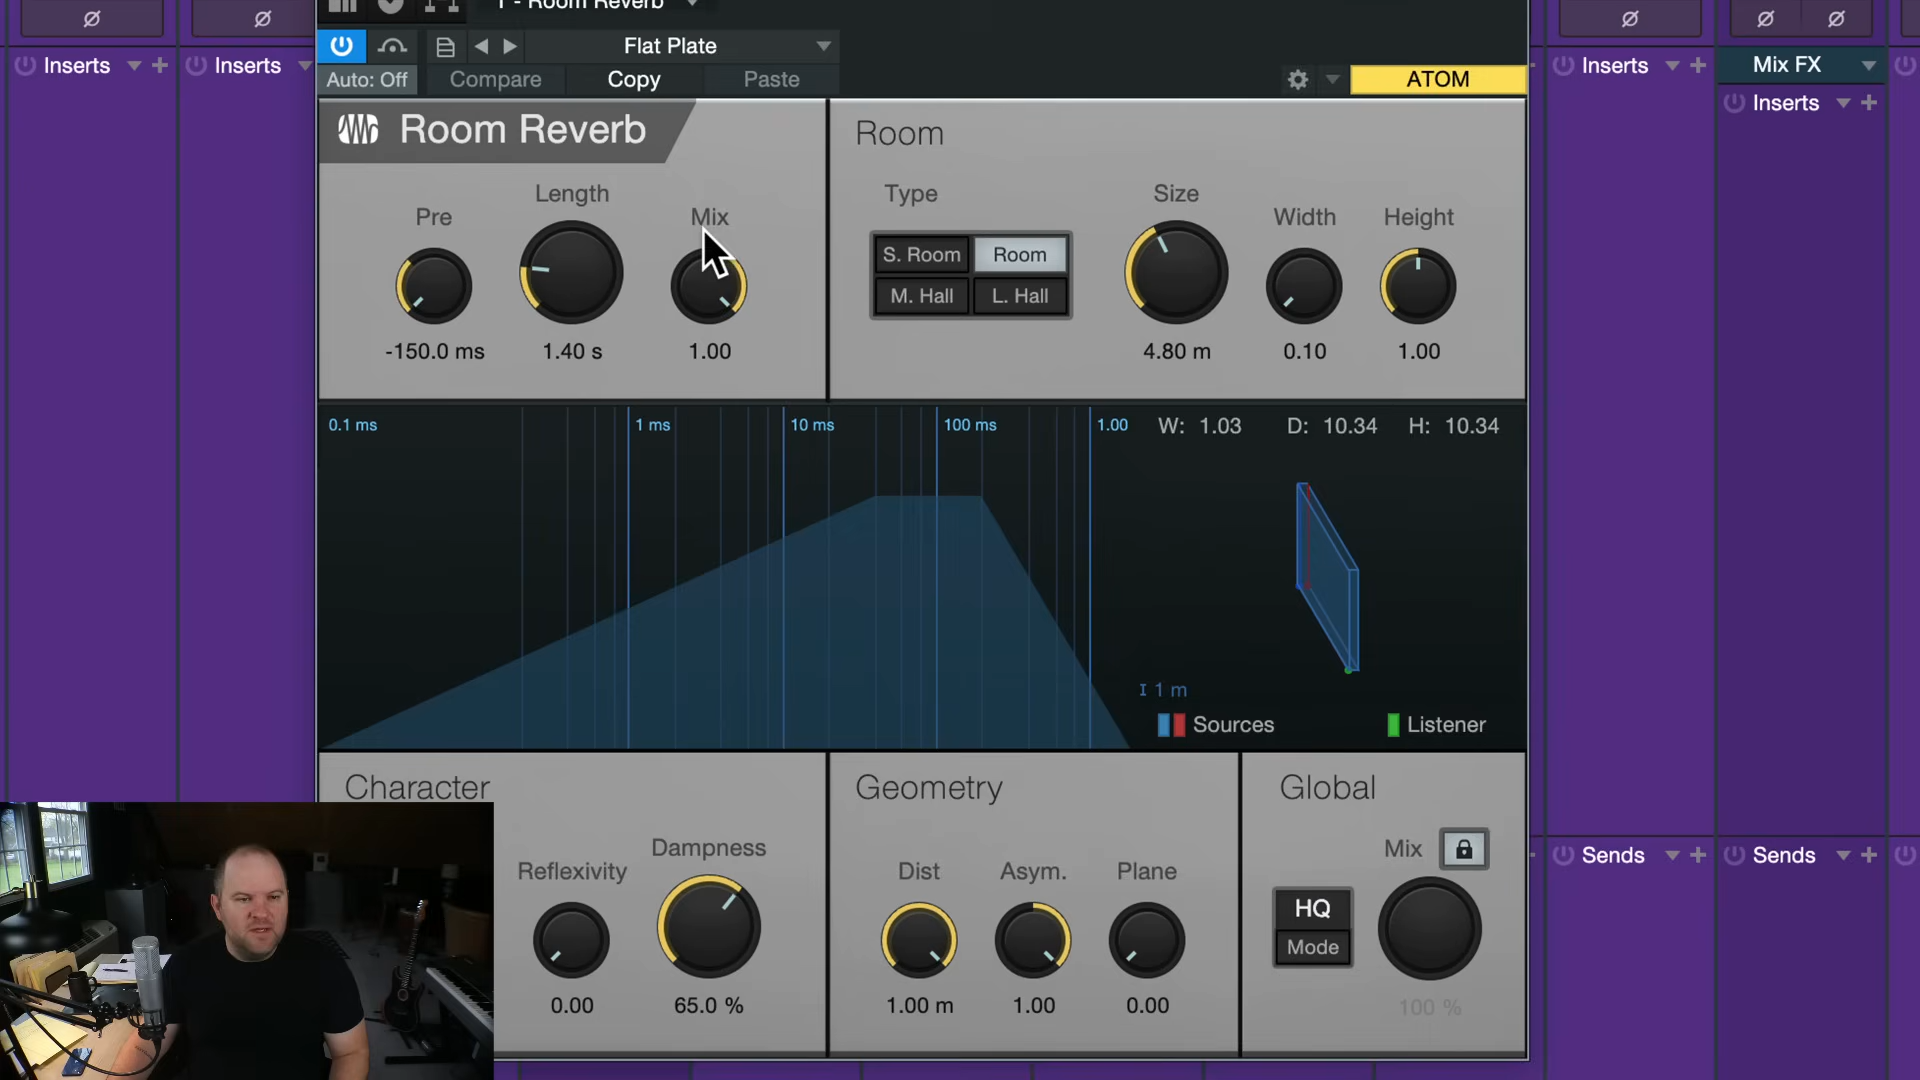 1 - Room Reverb
Flat Plate
Auto: Off
Compare
Copy
Paste
ATOM
Inserts
Inserts
Inserts
Mix FX
Inserts
Room Reverb
Room
Length
Pre
Mix
Type
Size
Width
Height
S. Room
Room
M. Hall
L. Hall
-150.0 ms
1.40 s
1.00
4.80 m
0.10
1.00
0.1 ms
1 ms
10 ms
100 ms
1.00
W: 1.03
D: 10.34
H: 10.34
1 m
Sources
Listener
Character
Geometry
Global
Reflexivity
Dampness
Dist
Asym.
Plane
Mix
HQ
Mode
0.00
65.0 %
1.00 m
1.00
0.00
100 %
Sends
Sends